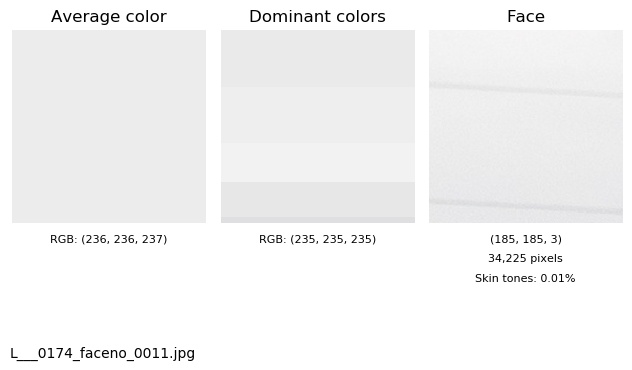 Average color
Dominant colors
Face
RGB: (236, 236, 237)
RGB: (235, 235, 235)
(185, 185, 3)
34,225 pixels
Skin tones: 0.01%
L___0174_faceno_0011.jpg